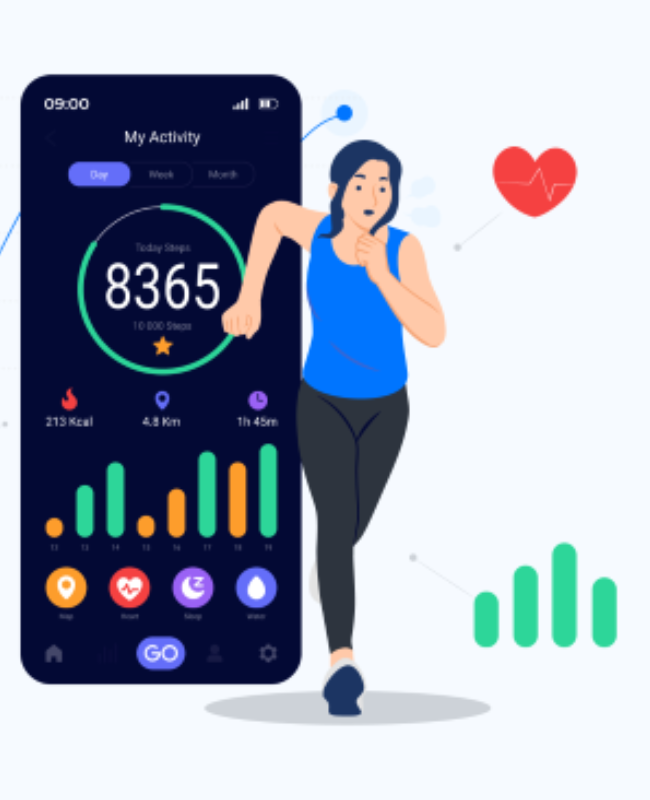 09:00
My Activity
Day Week Month
Today Steps
8365
10 000 Steps
213 Kcal 4.8 Km 1h 45m
12 13 14 15 16 17 18 19
Map Heart Sleep Water
GO